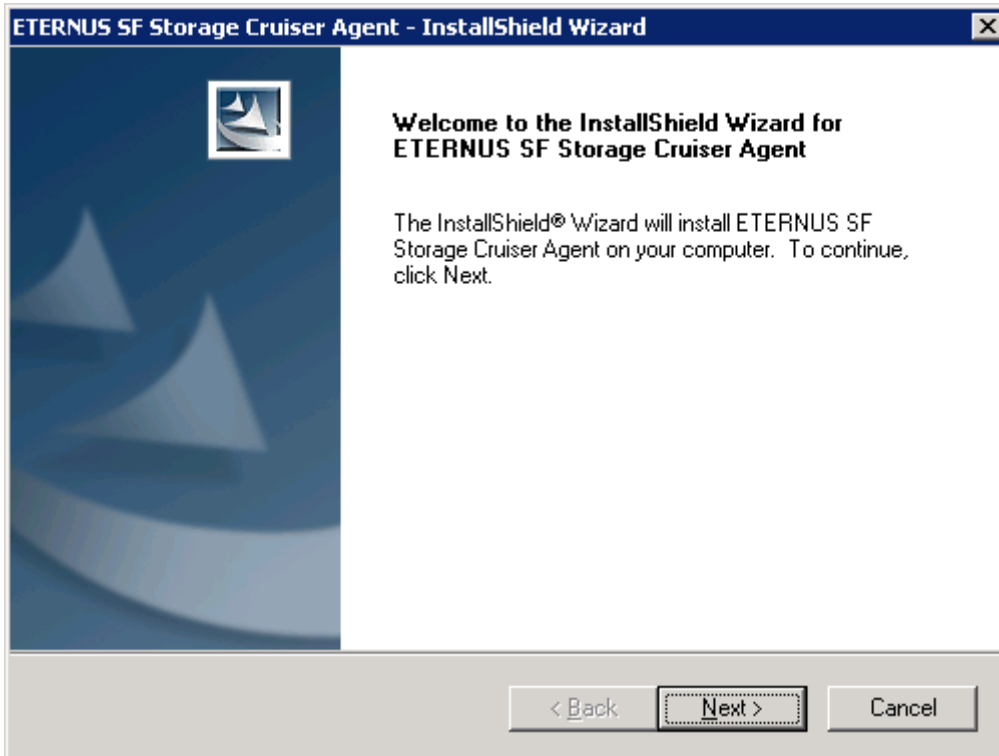 ETERNUS SF Storage Cruiser Agent - InstallShield Wizard
Welcome to the InstallShield Wizard for
ETERNUS SF Storage Cruiser Agent
The InstallShield® Wizard will install ETERNUS SF
Storage Cruiser Agent on your computer. To continue,
click Next.
< Back Next > Cancel